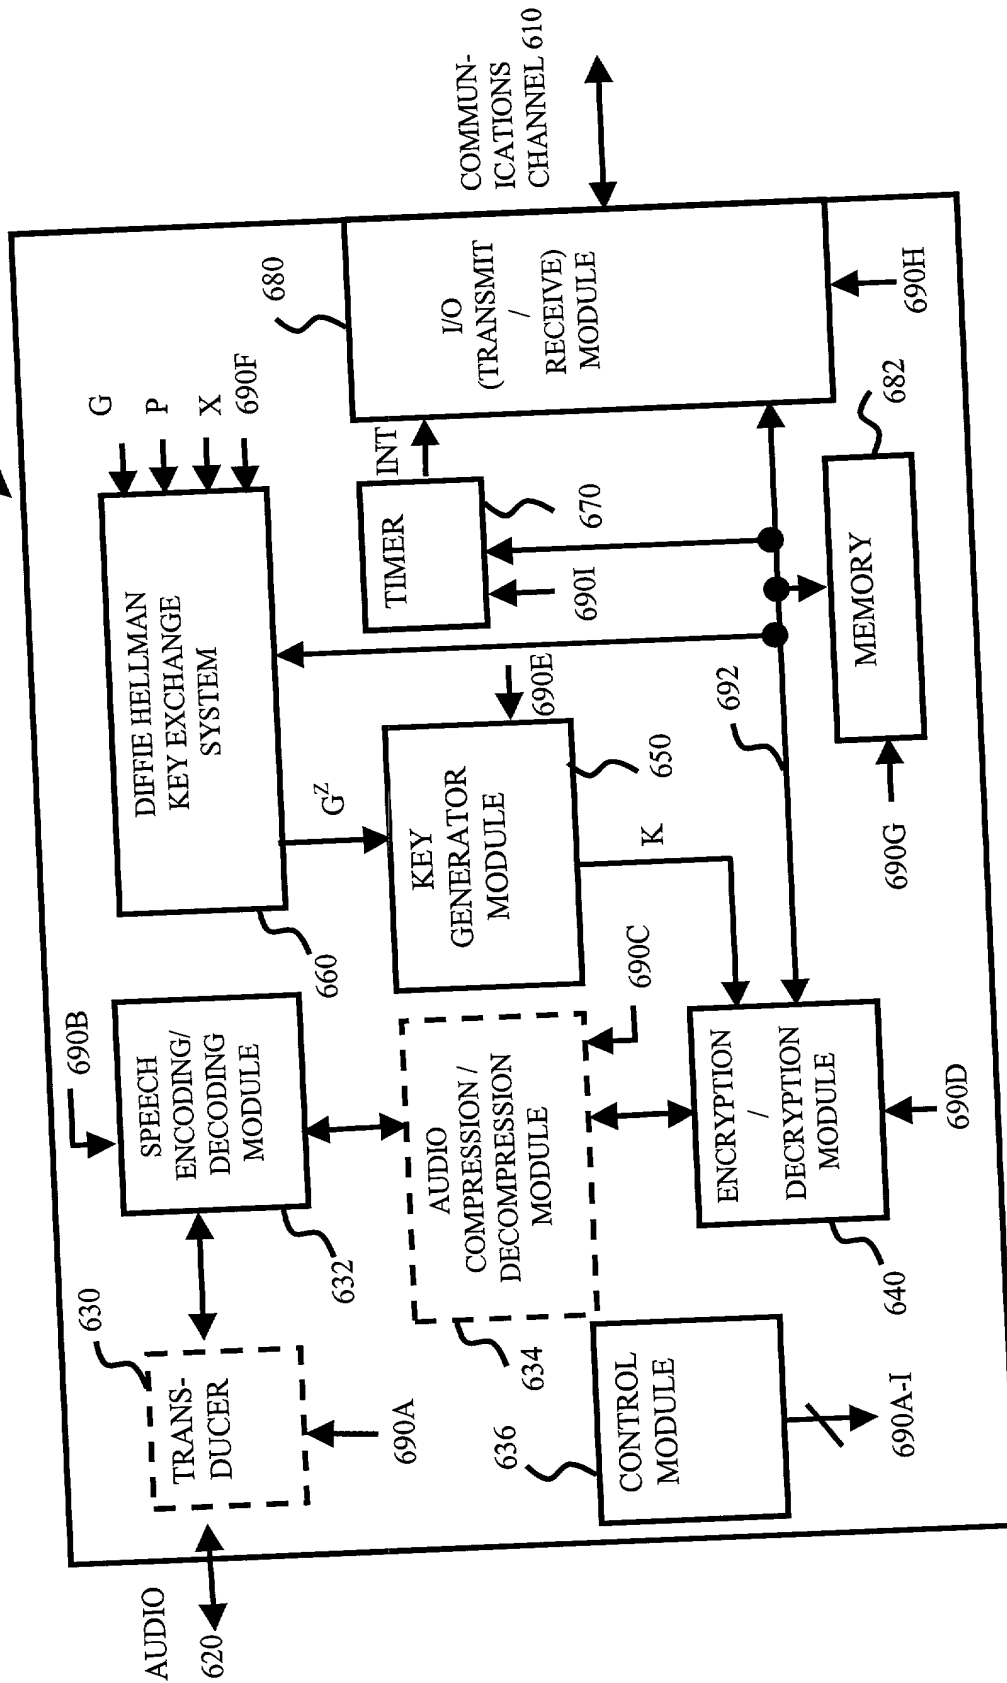 COMMUN-
ICATIONS
CHANNEL 610
680
I/O
(TRANSMIT
/
RECEIVE)
MODULE
690H
G
P
X
690F
DIFFIE HELLMAN
KEY EXCHANGE
SYSTEM
660
INT
TIMER
670
690I
682
MEMORY
690G
692
G^Z
690E
KEY
GENERATOR
MODULE
650
K
690B
SPEECH
ENCODING/
DECODING
MODULE
632
690C
AUDIO
COMPRESSION /
DECOMPRESSION
MODULE
634
ENCRYPTION
/
DECRYPTION
MODULE
690D
640
630
TRANS-
DUCER
690A
636
CONTROL
MODULE
690A-I
AUDIO
620